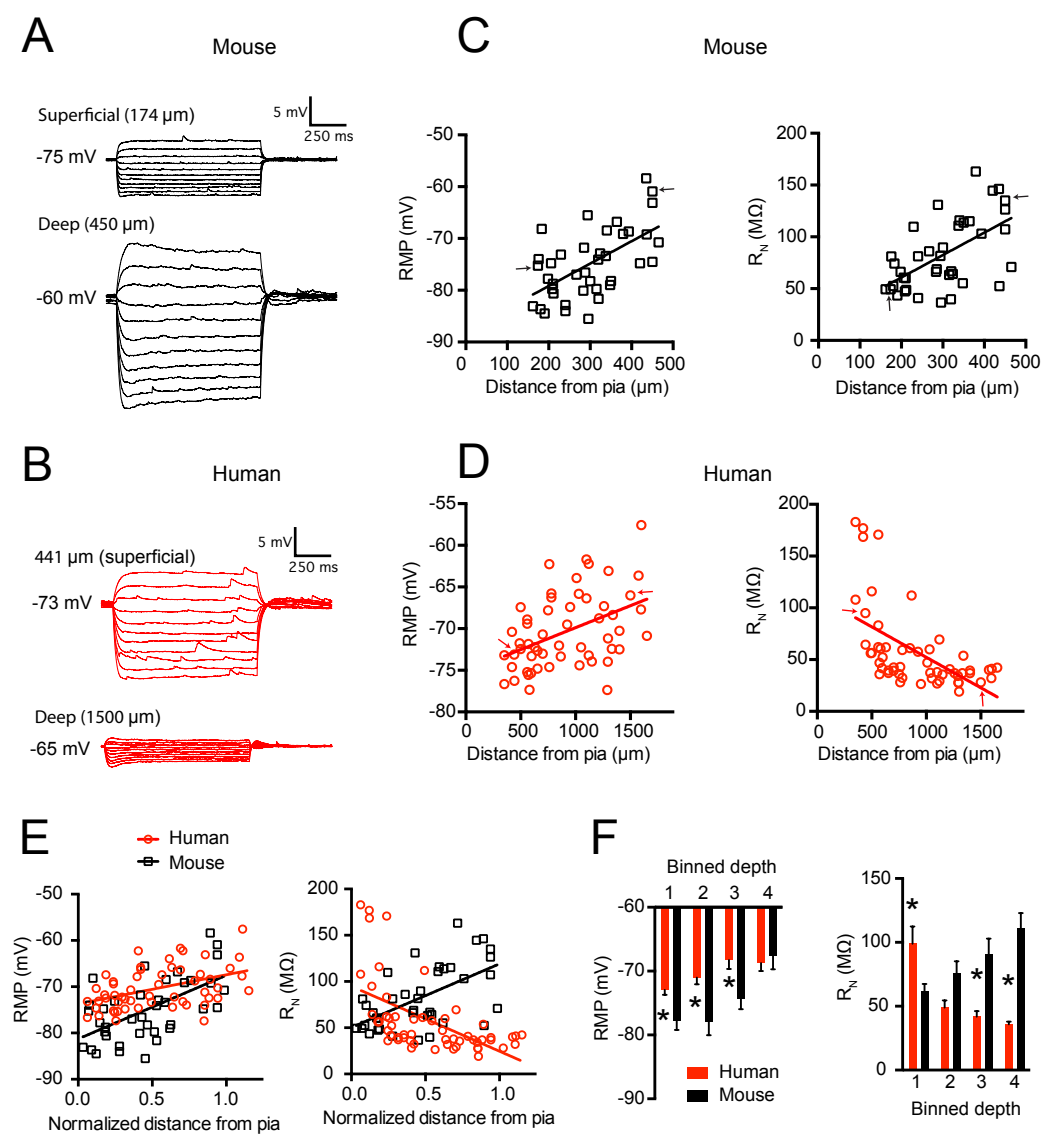 A
Mouse
Superficial (174 µm)
5 mV
250 ms
-75 mV
Deep (450 µm)
-60 mV
C
Mouse
-50
-60
-70
-80
-90
RMP (mV)
0 100 200 300 400 500
Distance from pia (µm)
200
150
100
50
0
RN (MΩ)
0 100 200 300 400 500
Distance from pia (µm)
B
Human
441 µm (superficial)
5 mV
250 ms
-73 mV
Deep (1500 µm)
-65 mV
D
Human
-55
-60
-65
-70
-75
-80
RMP (mV)
0 500 1000 1500
Distance from pia (µm)
200
150
100
50
0
RN (MΩ)
0 500 1000 1500
Distance from pia (µm)
E
Human
Mouse
-50
-60
-70
-80
-90
RMP (mV)
0.0 0.5 1.0
Normalized distance from pia
200
150
100
50
0
RN (MΩ)
0.0 0.5 1.0
Normalized distance from pia
F
Binned depth
1 2 3 4
-60
-70
-80
-90
RMP (mV)
* * *
Human
Mouse
150
100
50
0
RN (MΩ)
* * *
1 2 3 4
Binned depth